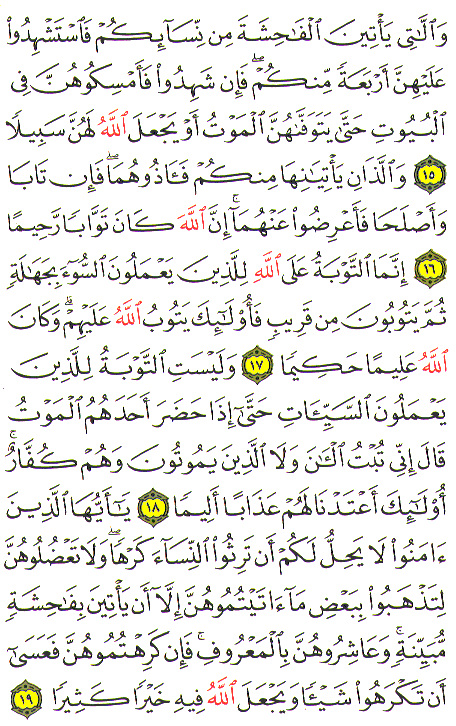 وَٱلَّٰتِى يَأْتِينَ ٱلْفَٰحِشَةَ مِن نِّسَآئِكُمْ فَٱسْتَشْهِدُوا۟
عَلَيْهِنَّ أَرْبَعَةً مِّنكُمْ ۖ فَإِن شَهِدُوا۟ فَأَمْسِكُوهُنَّ فِى
ٱلْبُيُوتِ حَتَّىٰ يَتَوَفَّىٰهُنَّ ٱلْمَوْتُ أَوْ يَجْعَلَ ٱللَّهُ لَهُنَّ سَبِيلًا
١٥ وَٱلَّذَانِ يَأْتِيَٰنِهَا مِنكُمْ فَـَٔاذُوهُمَا ۖ فَإِن تَابَا
وَأَصْلَحَا فَأَعْرِضُوا۟ عَنْهُمَآ ۗ إِنَّ ٱللَّهَ كَانَ تَوَّابًا رَّحِيمًا
١٦ إِنَّمَا ٱلتَّوْبَةُ عَلَى ٱللَّهِ لِلَّذِينَ يَعْمَلُونَ ٱلسُّوٓءَ بِجَهَٰلَةٍ
ثُمَّ يَتُوبُونَ مِن قَرِيبٍ فَأُو۟لَٰٓئِكَ يَتُوبُ ٱللَّهُ عَلَيْهِمْ ۗ وَكَانَ
ٱللَّهُ عَلِيمًا حَكِيمًا ١٧ وَلَيْسَتِ ٱلتَّوْبَةُ لِلَّذِينَ
يَعْمَلُونَ ٱلسَّيِّـَٔاتِ حَتَّىٰٓ إِذَا حَضَرَ أَحَدَهُمُ ٱلْمَوْتُ
قَالَ إِنِّى تُبْتُ ٱلْـَٰٔنَ وَلَا ٱلَّذِينَ يَمُوتُونَ وَهُمْ كُفَّارٌ ۚ
أُو۟لَٰٓئِكَ أَعْتَدْنَا لَهُمْ عَذَابًا أَلِيمًا ١٨ يَٰٓأَيُّهَا ٱلَّذِينَ
ءَامَنُوا۟ لَا يَحِلُّ لَكُمْ أَن تَرِثُوا۟ ٱلنِّسَآءَ كَرْهًا ۖ وَلَا تَعْضُلُوهُنَّ
لِتَذْهَبُوا۟ بِبَعْضِ مَآ ءَاتَيْتُمُوهُنَّ إِلَّآ أَن يَأْتِينَ بِفَٰحِشَةٍ
مُّبَيِّنَةٍ ۚ وَعَاشِرُوهُنَّ بِٱلْمَعْرُوفِ ۚ فَإِن كَرِهْتُمُوهُنَّ فَعَسَىٰٓ
أَن تَكْرَهُوا۟ شَيْـًٔا وَيَجْعَلَ ٱللَّهُ فِيهِ خَيْرًا كَثِيرًا ١٩